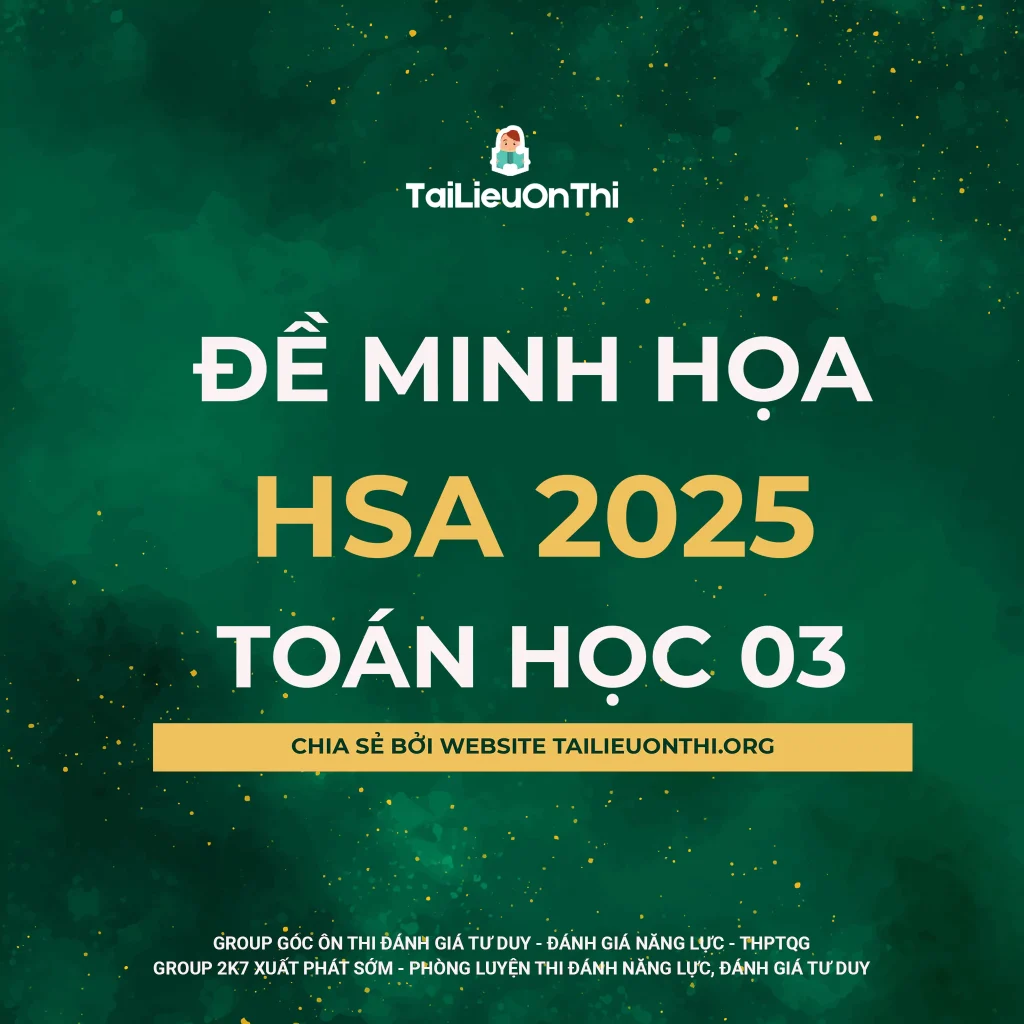 TaiLieuOnThi
ĐỀ MINH HỌA
HSA 2025
TOÁN HỌC 03
CHIA SẺ BỞI WEBSITE TAILIEUONTHI.ORG
GROUP GÓC ÔN THI ĐÁNH GIÁ TƯ DUY - ĐÁNH GIÁ NĂNG LỰC - THPTQG
GROUP 2K7 XUẤT PHÁT SỚM - PHÒNG LUYỆN THI ĐÁNH NĂNG LỰC, ĐÁNH GIÁ TƯ DUY